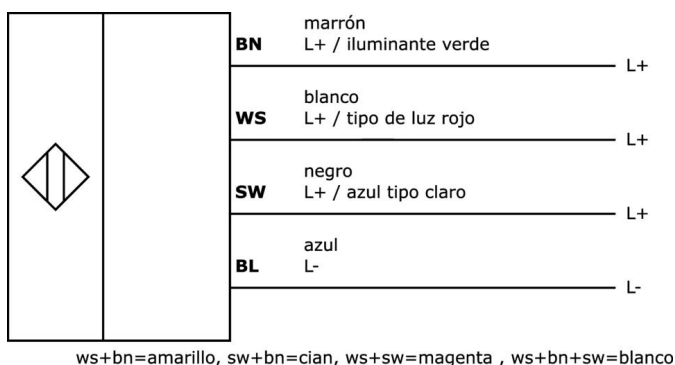 marrón
BN L+ / iluminante verde
L+
blanco
WS L+ / tipo de luz rojo
L+
negro
SW L+ / azul tipo claro
L+
azul
BL L-
L-
ws+bn=amarillo, sw+bn=cian, ws+sw=magenta , ws+bn+sw=blanco